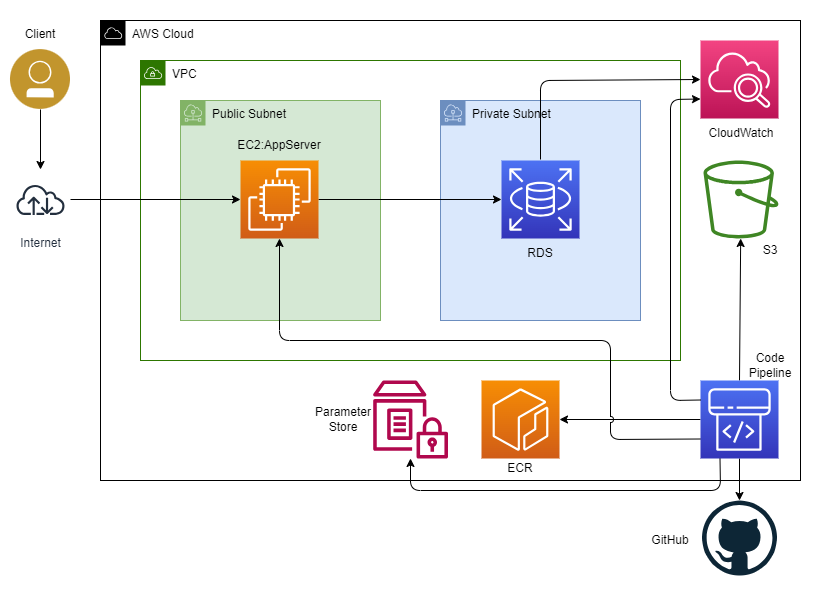 Client
AWS Cloud
VPC
Public Subnet
Private Subnet
EC2:AppServer
CloudWatch
Internet
RDS
S3
Code
Pipeline
Parameter
Store
ECR
GitHub